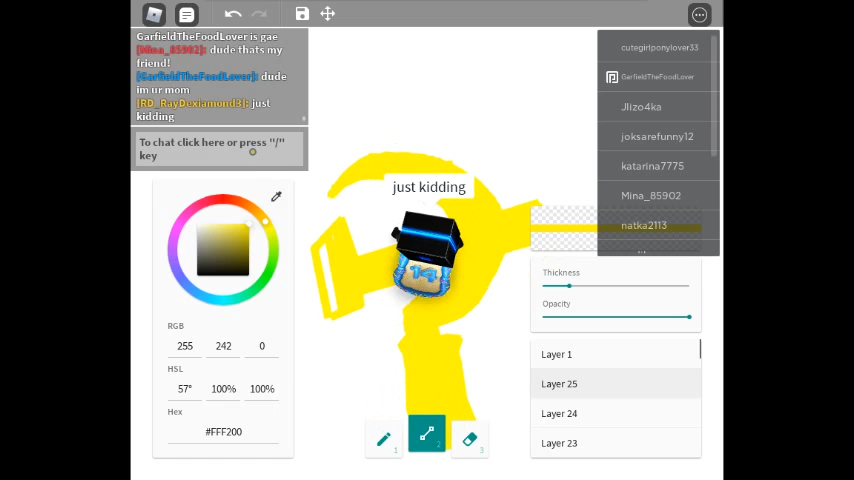 GarfieldTheFoodLover is gae
[Mina_85902]: dude thats my
friend!
[GarfieldTheFoodLover]: dude
im ur mom
[RD_RayDexiamond3]: just
kidding
To chat click here or press "/"
key
cutegirlponylover33
GarfieldTheFoodLover
Jlizo4ka
joksarefunny12
katarina7775
Mina_85902
natka2113
just kidding
14
RGB
255 242 0
HSL
57° 100% 100%
Hex
#FFF200
Thickness
Opacity
Layer 1
Layer 25
Layer 24
Layer 23
1 2 3